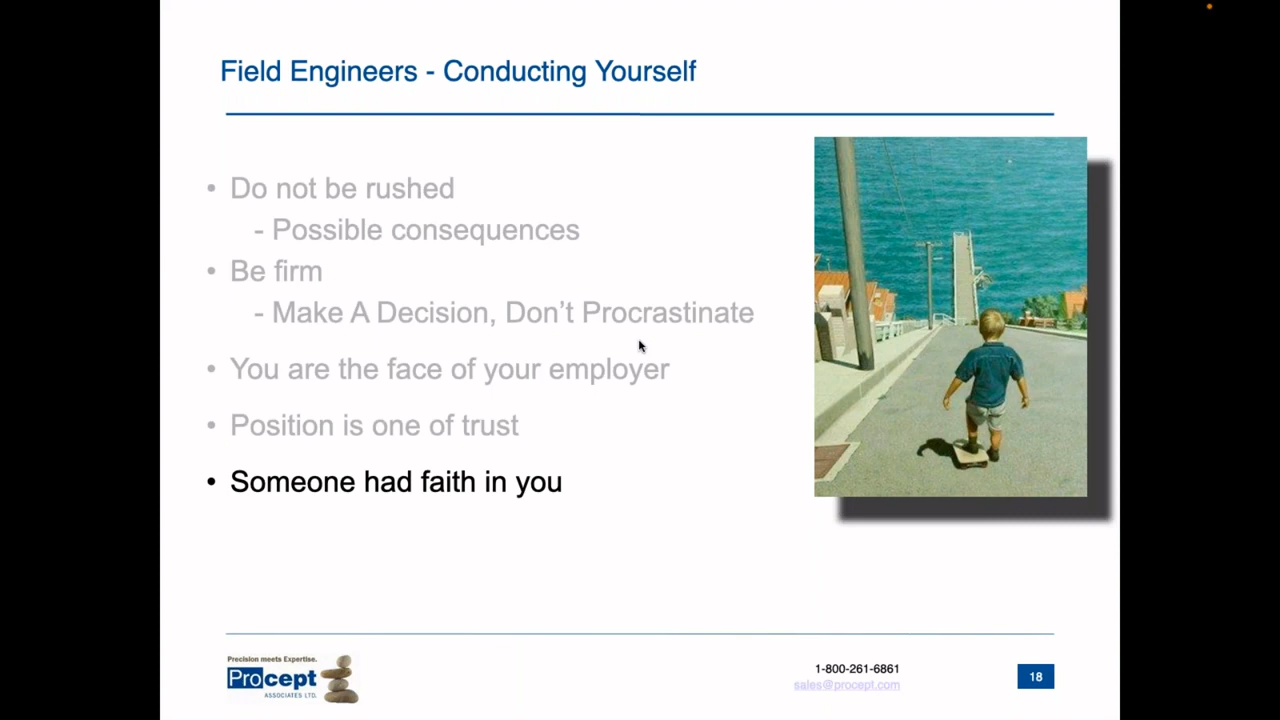 Field Engineers - Conducting Yourself
• Do not be rushed
- Possible consequences
• Be firm
- Make A Decision, Don’t Procrastinate
• You are the face of your employer
• Position is one of trust
• Someone had faith in you
Precision meets Expertise.
Procept
ASSOCIATES LTD.
1-800-261-6861
sales@procept.com
18